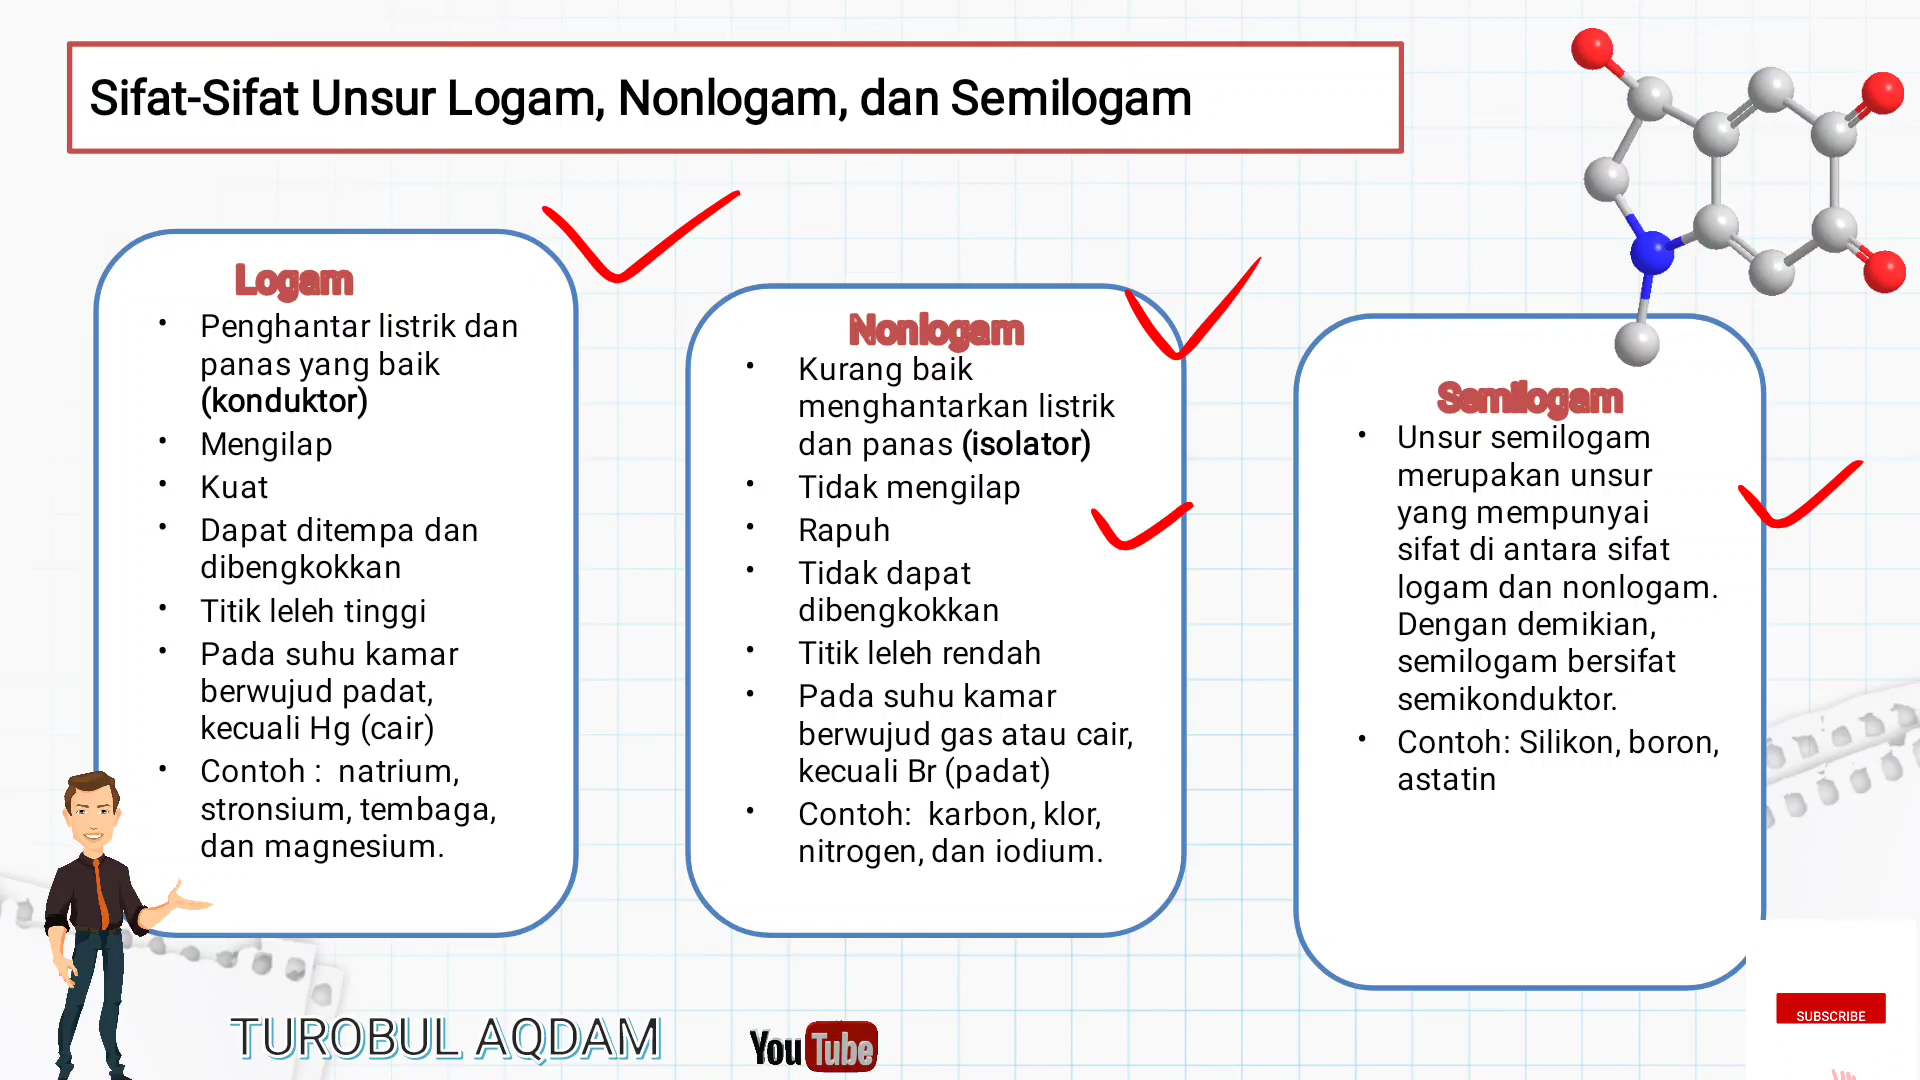 Sifat-Sifat Unsur Logam, Nonlogam, dan Semilogam
Logam
• Penghantar listrik dan
panas yang baik
(konduktor)
• Mengilap
• Kuat
• Dapat ditempa dan
dibengkokkan
• Titik leleh tinggi
• Pada suhu kamar
berwujud padat,
kecuali Hg (cair)
• Contoh : natrium,
stronsium, tembaga,
dan magnesium.
Nonlogam
• Kurang baik
menghantarkan listrik
dan panas (isolator)
• Tidak mengilap
• Rapuh
• Tidak dapat
dibengkokkan
• Titik leleh rendah
• Pada suhu kamar
berwujud gas atau cair,
kecuali Br (padat)
• Contoh: karbon, klor,
nitrogen, dan iodium.
Semilogam
• Unsur semilogam
merupakan unsur
yang mempunyai
sifat di antara sifat
logam dan nonlogam.
Dengan demikian,
semilogam bersifat
semikonduktor.
• Contoh: Silikon, boron,
astatin
TUROBUL AQDAM
YouTube
SUBSCRIBE